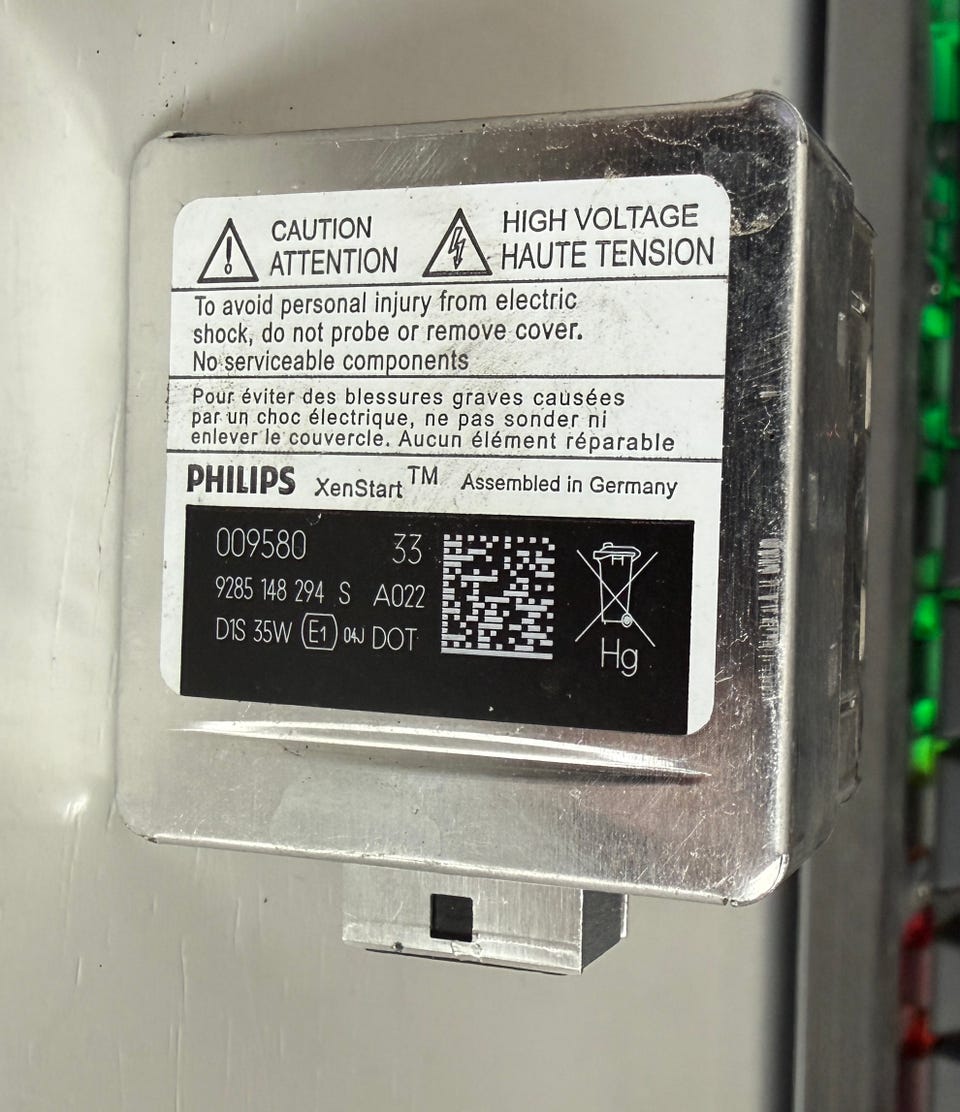 CAUTION
ATTENTION
HIGH VOLTAGE
HAUTE TENSION
To avoid personal injury from electric
shock, do not probe or remove cover.
No serviceable components
Pour éviter des blessures graves causées
par un choc électrique, ne pas sonder ni
enlever le couvercle. Aucun élément réparable
PHILIPS XenStart™ Assembled in Germany
009580 33
9285 148 294 S A022
D1S 35W E1 04J DOT
Hg